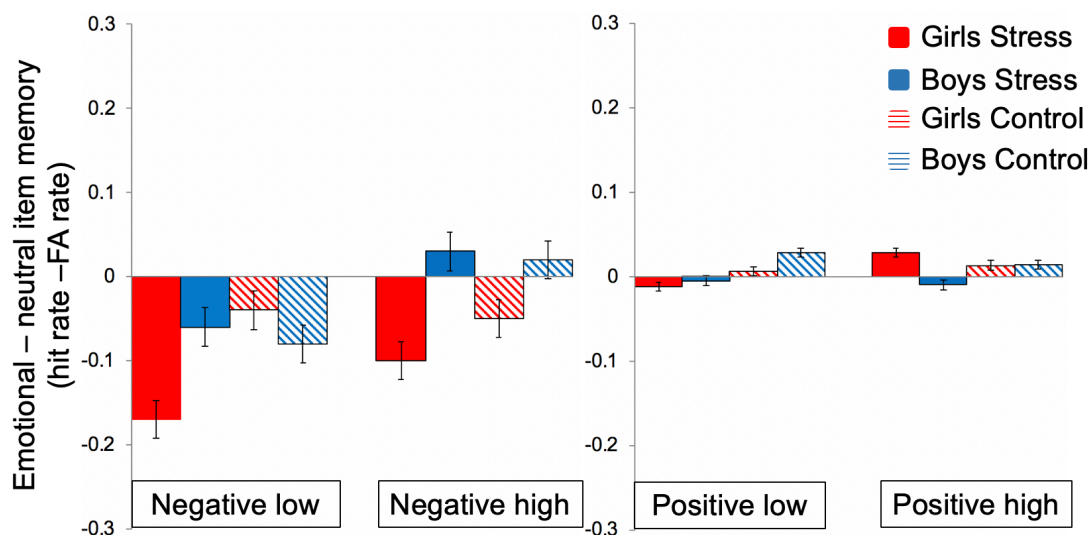 Emotional – neutral item memory
(hit rate –FA rate)
0.3
0.2
0.1
0
-0.1
-0.2
-0.3
Negative low
Negative high
0.3
0.2
0.1
0
-0.1
-0.2
-0.3
Positive low
Positive high
Girls Stress
Boys Stress
Girls Control
Boys Control